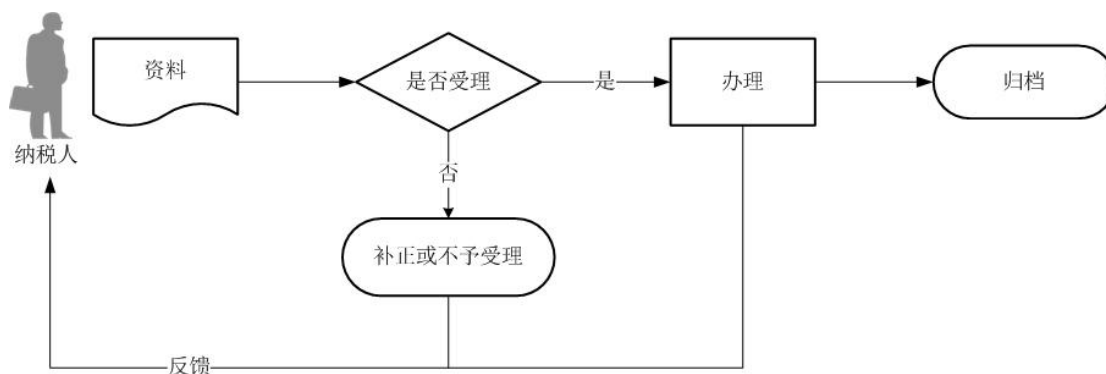 纳税人
资料
是否受理
是
办理
归档
否
补正或不予受理
反馈